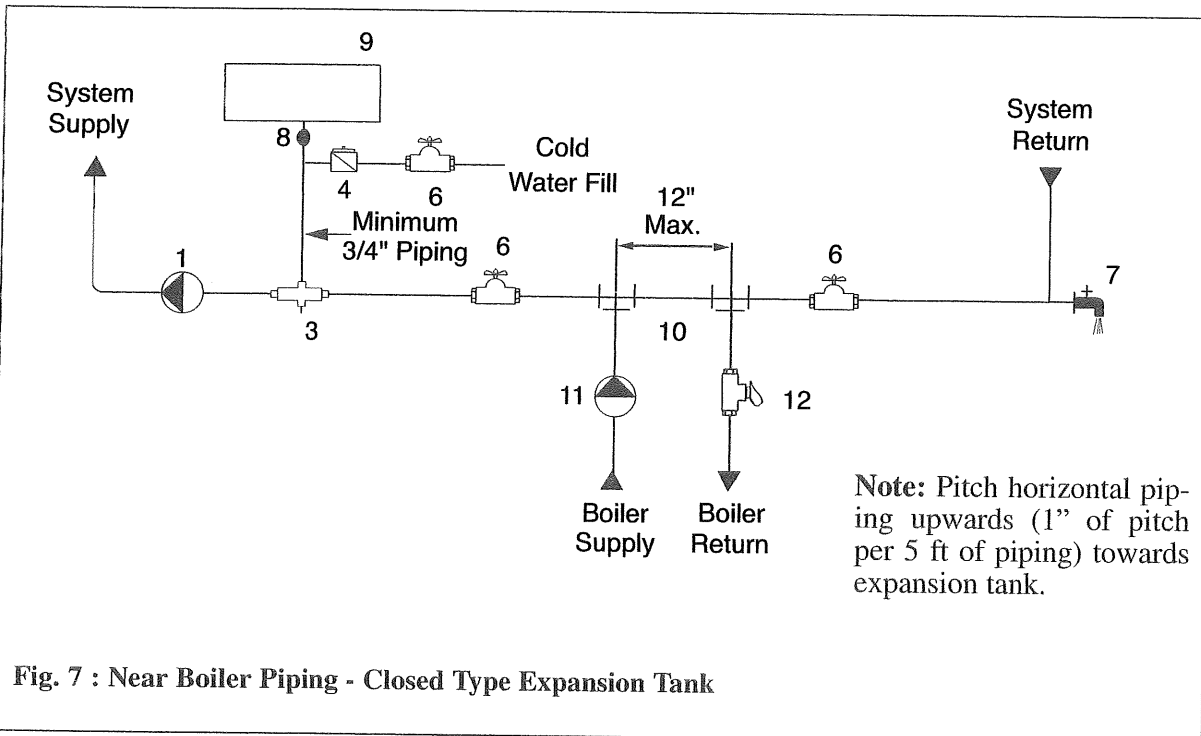 9
System
Supply
8
4
6
Cold
Water Fill
System
Return
12"
Max.
Minimum
3/4" Piping
1
6
6
7
3
10
11
12
Boiler
Supply
Boiler
Return
Note: Pitch horizontal pip-
ing upwards (1” of pitch
per 5 ft of piping) towards
expansion tank.
Fig. 7 : Near Boiler Piping - Closed Type Expansion Tank